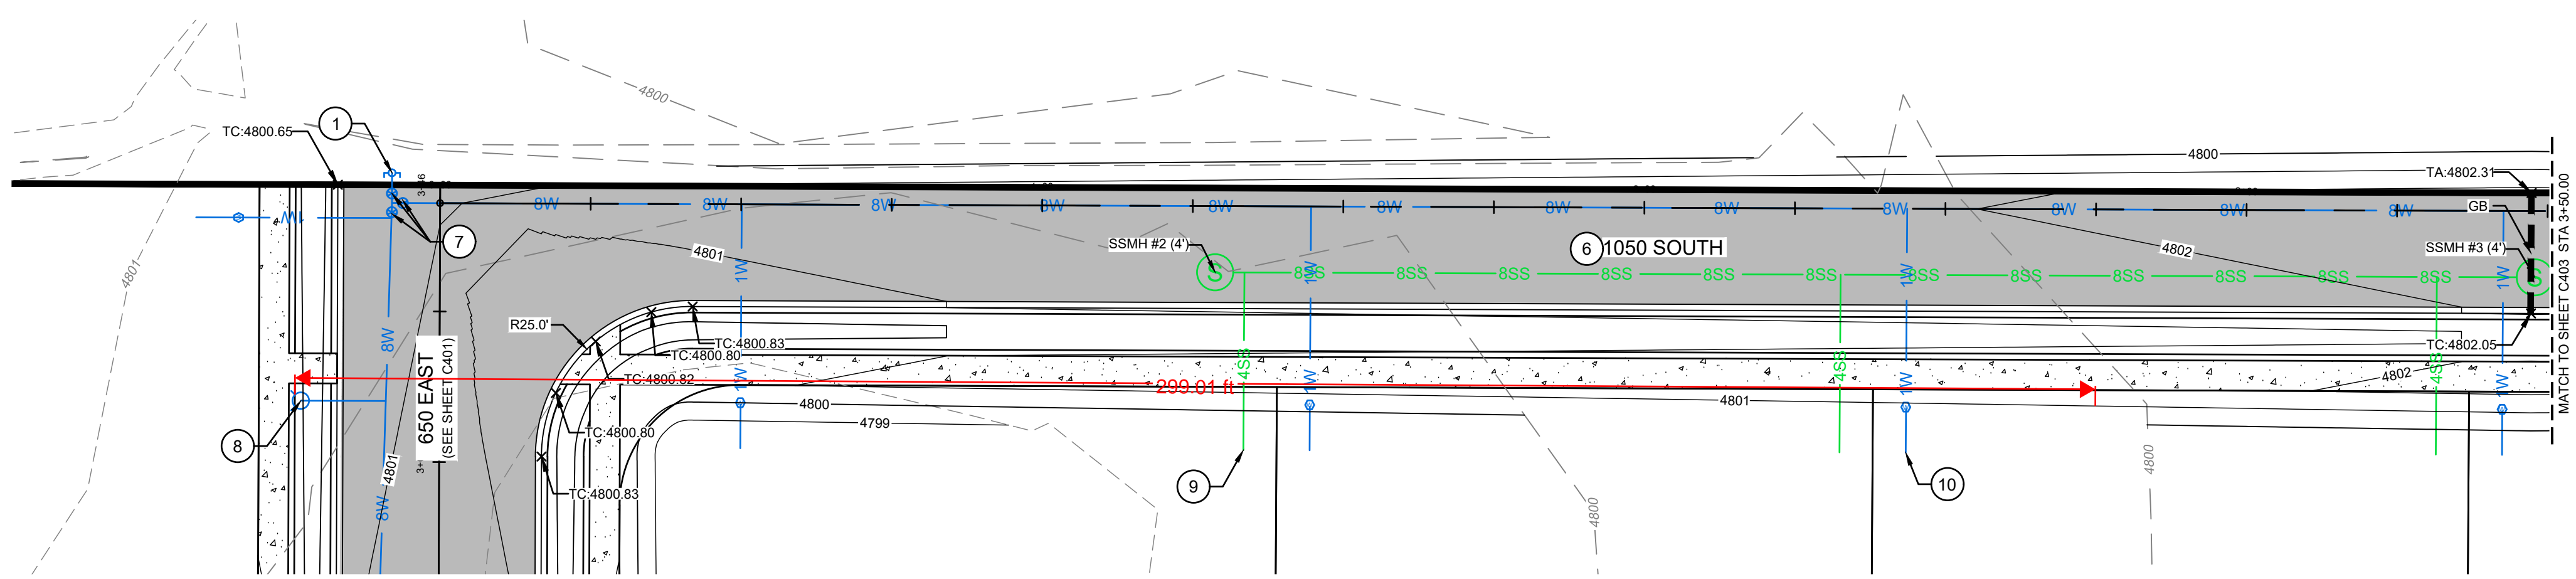 4800
TC:4800.65
1
4800
TA:4802.31
8W
8W
8W
8W
8W
8W
8W
8W
8W
8W
8W
8W
GB
1W
7
SSMH #2 (4')
6
1050 SOUTH
4801
4802
SSMH #3 (4')
4801
1W
1W
1W
1W
S
8SS
8SS
8SS
8SS
8SS
8SS
8SS
8SS
8SS
8SS
8SS
8SS
S
MATCH TO SHEET C403 STA 3+50.00
R25.0'
8W
TC:4800.83
TC:4800.80
TC:4802.05
4SS
4SS
4SS
TC:4800.82
299.01 ft
4802
1W
1W
1W
1W
4800
4801
650 EAST
(SEE SHEET C401)
4799
TC:4800.80
8
4801
4800
9
10
TC:4800.83
8W
4800